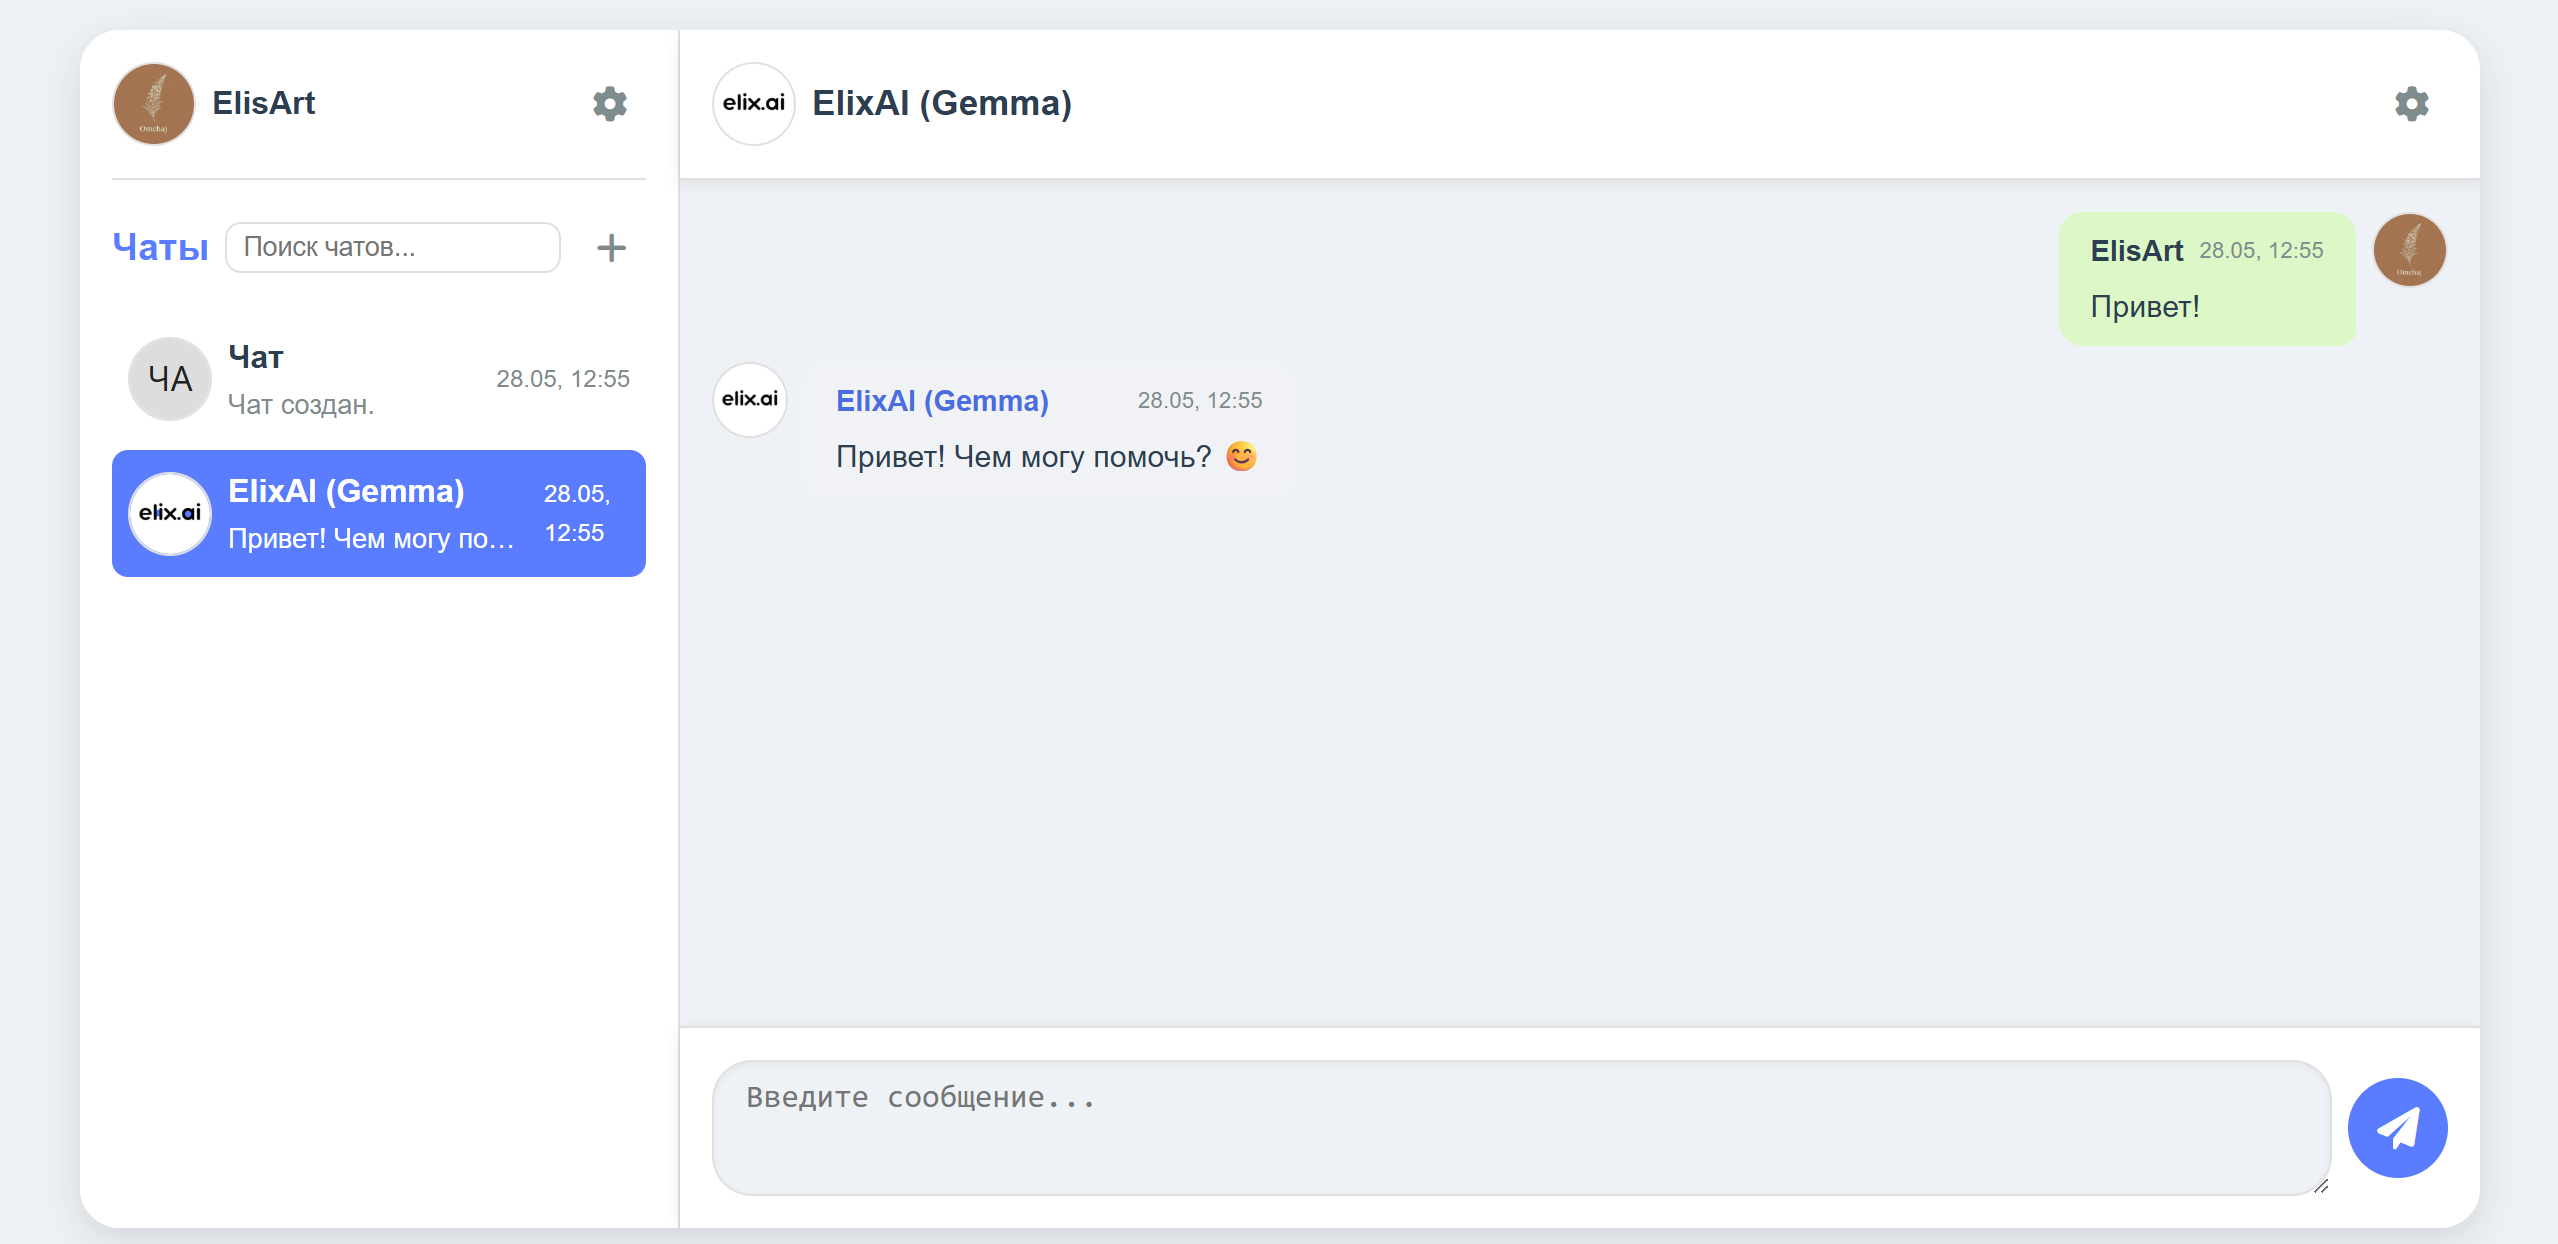 Omchaj
ElisArt
Чаты
Поиск чатов...
ЧА
Чат
28.05, 12:55
Чат создан.
elix.ai
ElixAI (Gemma)
28.05,
12:55
Привет! Чем могу по...
elix.ai
ElixAI (Gemma)
ElisArt 28.05, 12:55
Привет!
Omchaj
elix.ai
ElixAI (Gemma) 28.05, 12:55
Привет! Чем могу помочь? 😊
Введите сообщение...